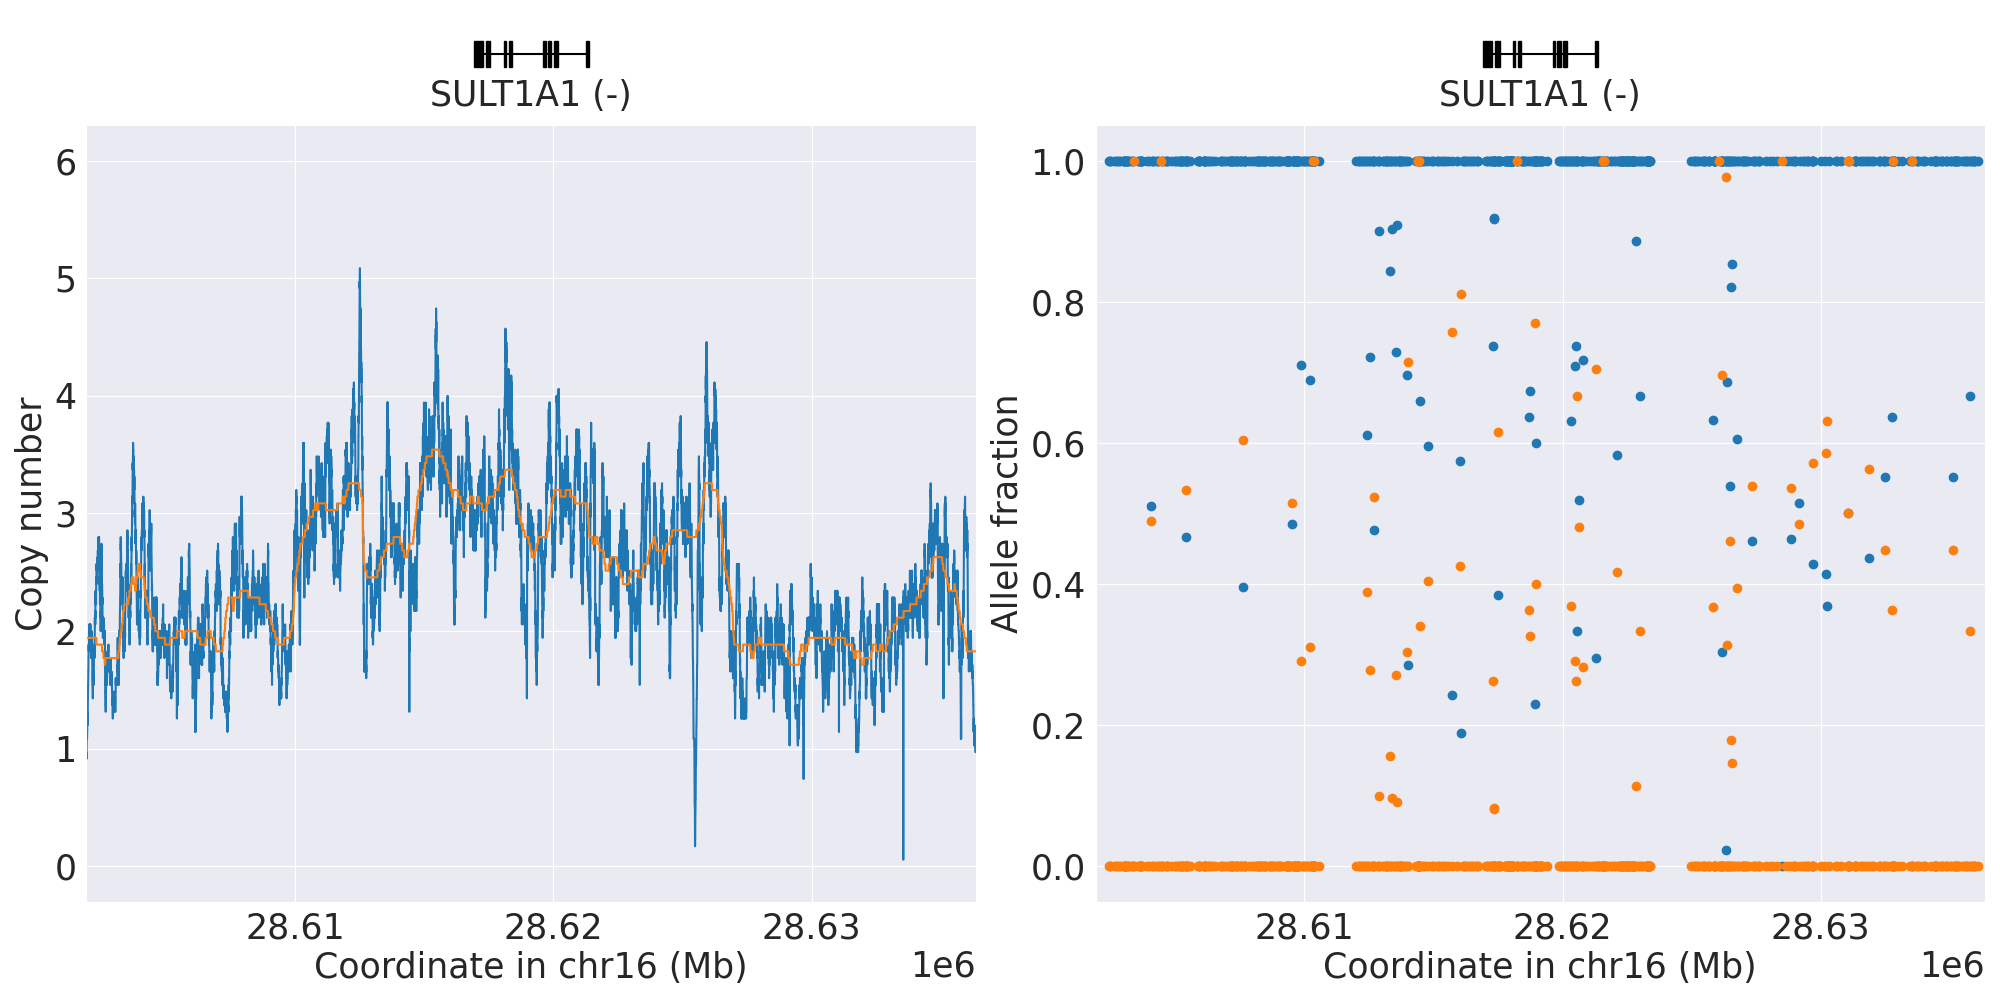 SULT1A1 (-)
6
5
4
3
2
1
0
Copy number
28.61
28.62
28.63
Coordinate in chr16 (Mb)
1e6
SULT1A1 (-)
1.0
0.8
0.6
0.4
0.2
0.0
Allele fraction
28.61
28.62
28.63
Coordinate in chr16 (Mb)
1e6